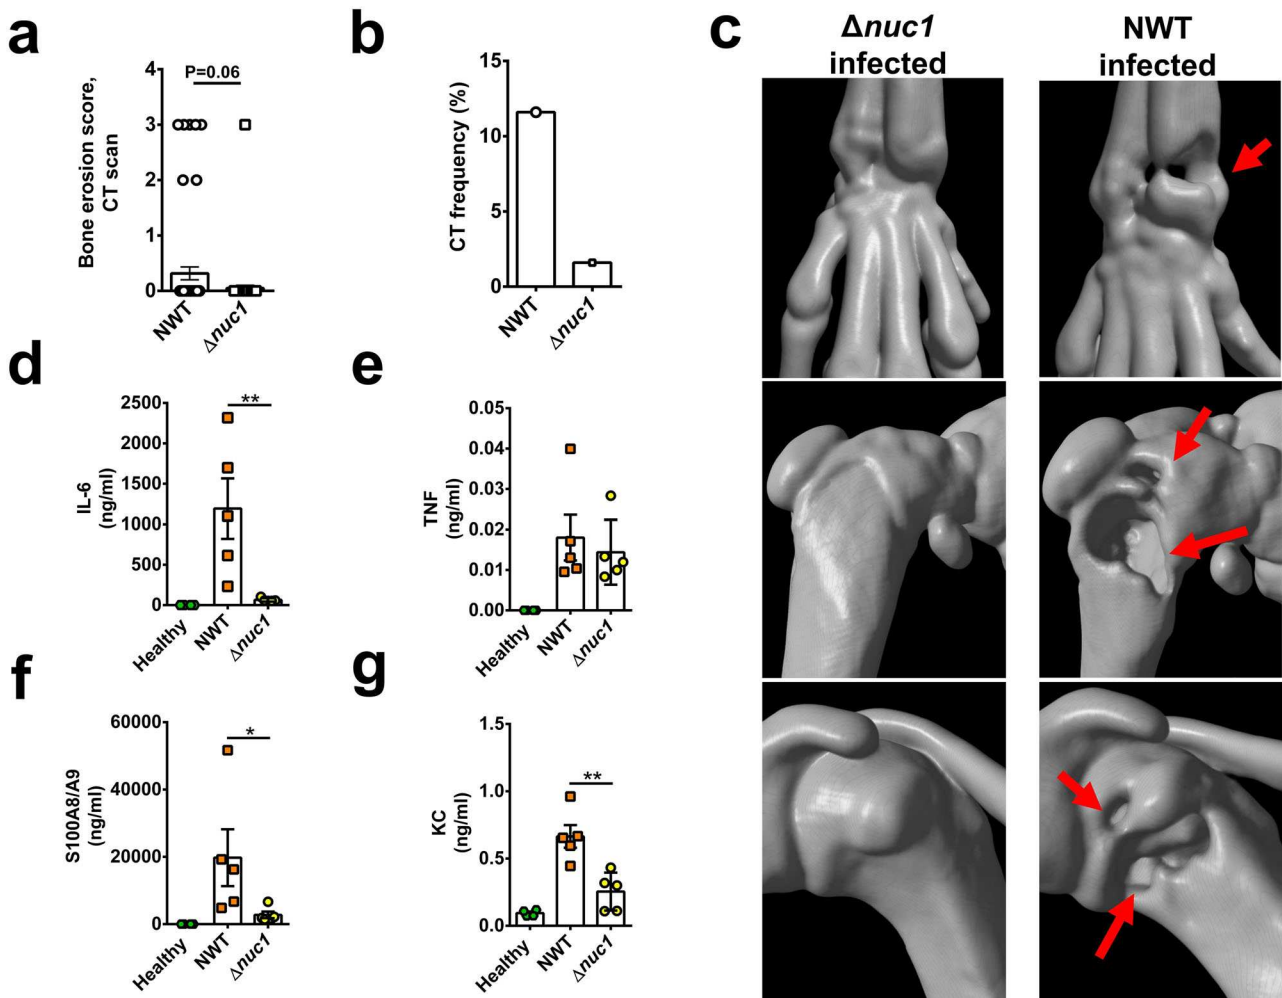 a
Bone erosion score,
CT scan
4
3
2
1
0
P=0.06
NWT
Δnuc1
b
CT frequency (%)
15
10
5
0
NWT
Δnuc1
c
Δnuc1
infected
NWT
infected
d
IL-6
(ng/ml)
2500
2000
1500
1000
500
0
**
Healthy
NWT
Δnuc1
e
TNF
(ng/ml)
0.05
0.04
0.03
0.02
0.01
0.00
Healthy
NWT
Δnuc1
f
S100A8/A9
(ng/ml)
60000
40000
20000
0
*
Healthy
NWT
Δnuc1
g
KC
(ng/ml)
1.5
1.0
0.5
0.0
**
Healthy
NWT
Δnuc1